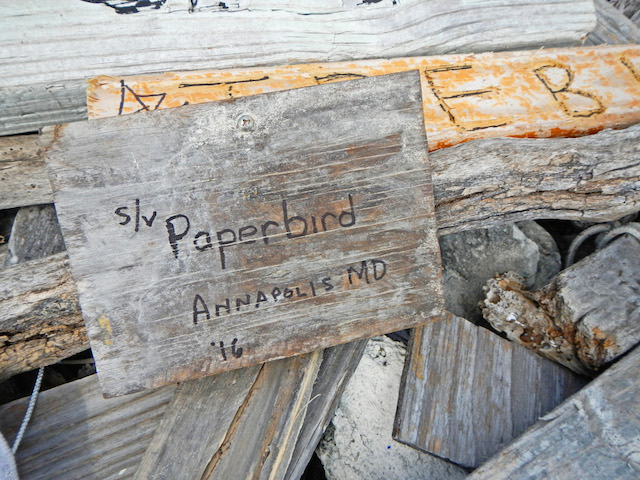 s/v Paperbird
ANNAPOLIS MD
'16